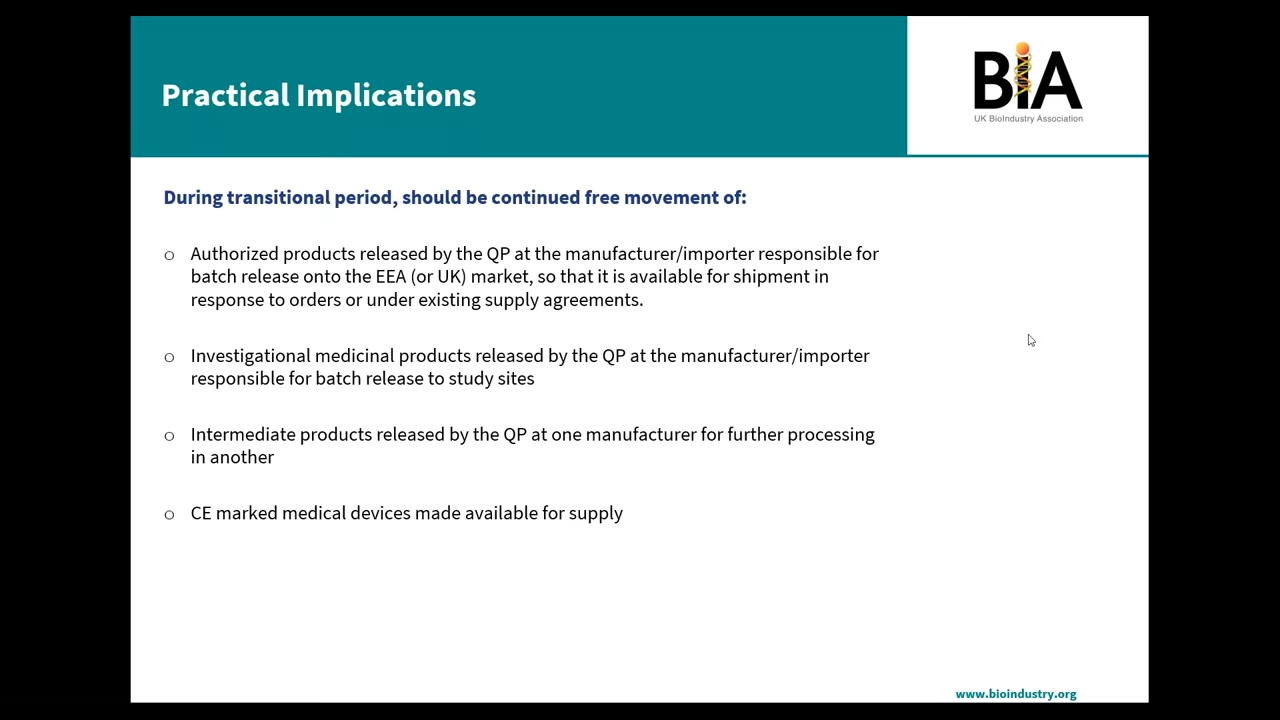 Practical Implications
BiA
UK BioIndustry Association
During transitional period, should be continued free movement of:
o Authorized products released by the QP at the manufacturer/importer responsible for
batch release onto the EEA (or UK) market, so that it is available for shipment in
response to orders or under existing supply agreements.
o Investigational medicinal products released by the QP at the manufacturer/importer
responsible for batch release to study sites
o Intermediate products released by the QP at one manufacturer for further processing
in another
o CE marked medical devices made available for supply
www.bioindustry.org